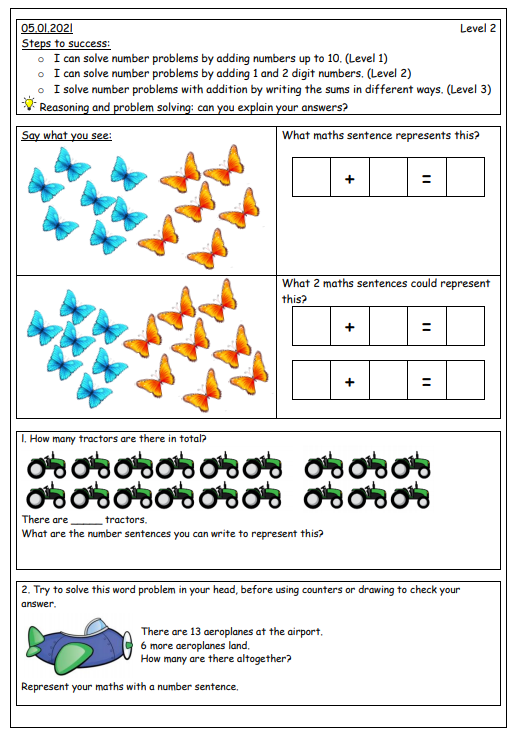 05.01.2021 Level 2
Steps to success:
o I can solve number problems by adding numbers up to 10. (Level 1)
o I can solve number problems by adding 1 and 2 digit numbers. (Level 2)
o I solve number problems with addition by writing the sums in different ways. (Level 3)
Reasoning and problem solving: can you explain your answers?
Say what you see:
What maths sentence represents this?
+ =
What 2 maths sentences could represent
this?
+ =
+ =
1. How many tractors are there in total?
There are _____ tractors.
What are the number sentences you can write to represent this?
2. Try to solve this word problem in your head, before using counters or drawing to check your
answer.
There are 13 aeroplanes at the airport.
6 more aeroplanes land.
How many are there altogether?
Represent your maths with a number sentence.